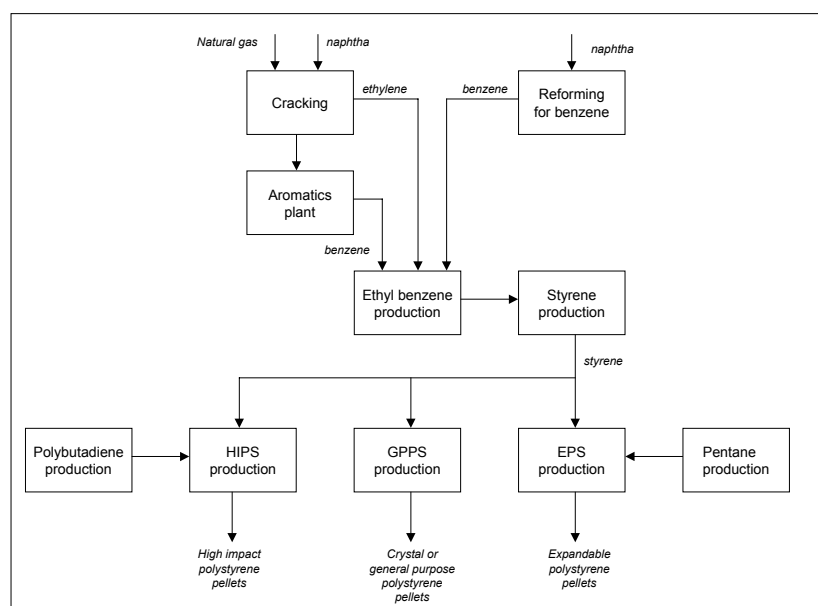 Natural gas
naphtha
naphtha
Cracking
ethylene
benzene
Reforming
for benzene
Aromatics
plant
benzene
Ethyl benzene
production
Styrene
production
styrene
Polybutadiene
production
HIPS
production
GPPS
production
EPS
production
Pentane
production
High impact
polystyrene
pellets
Crystal or
general purpose
polystyrene
pellets
Expandable
polystyrene
pellets